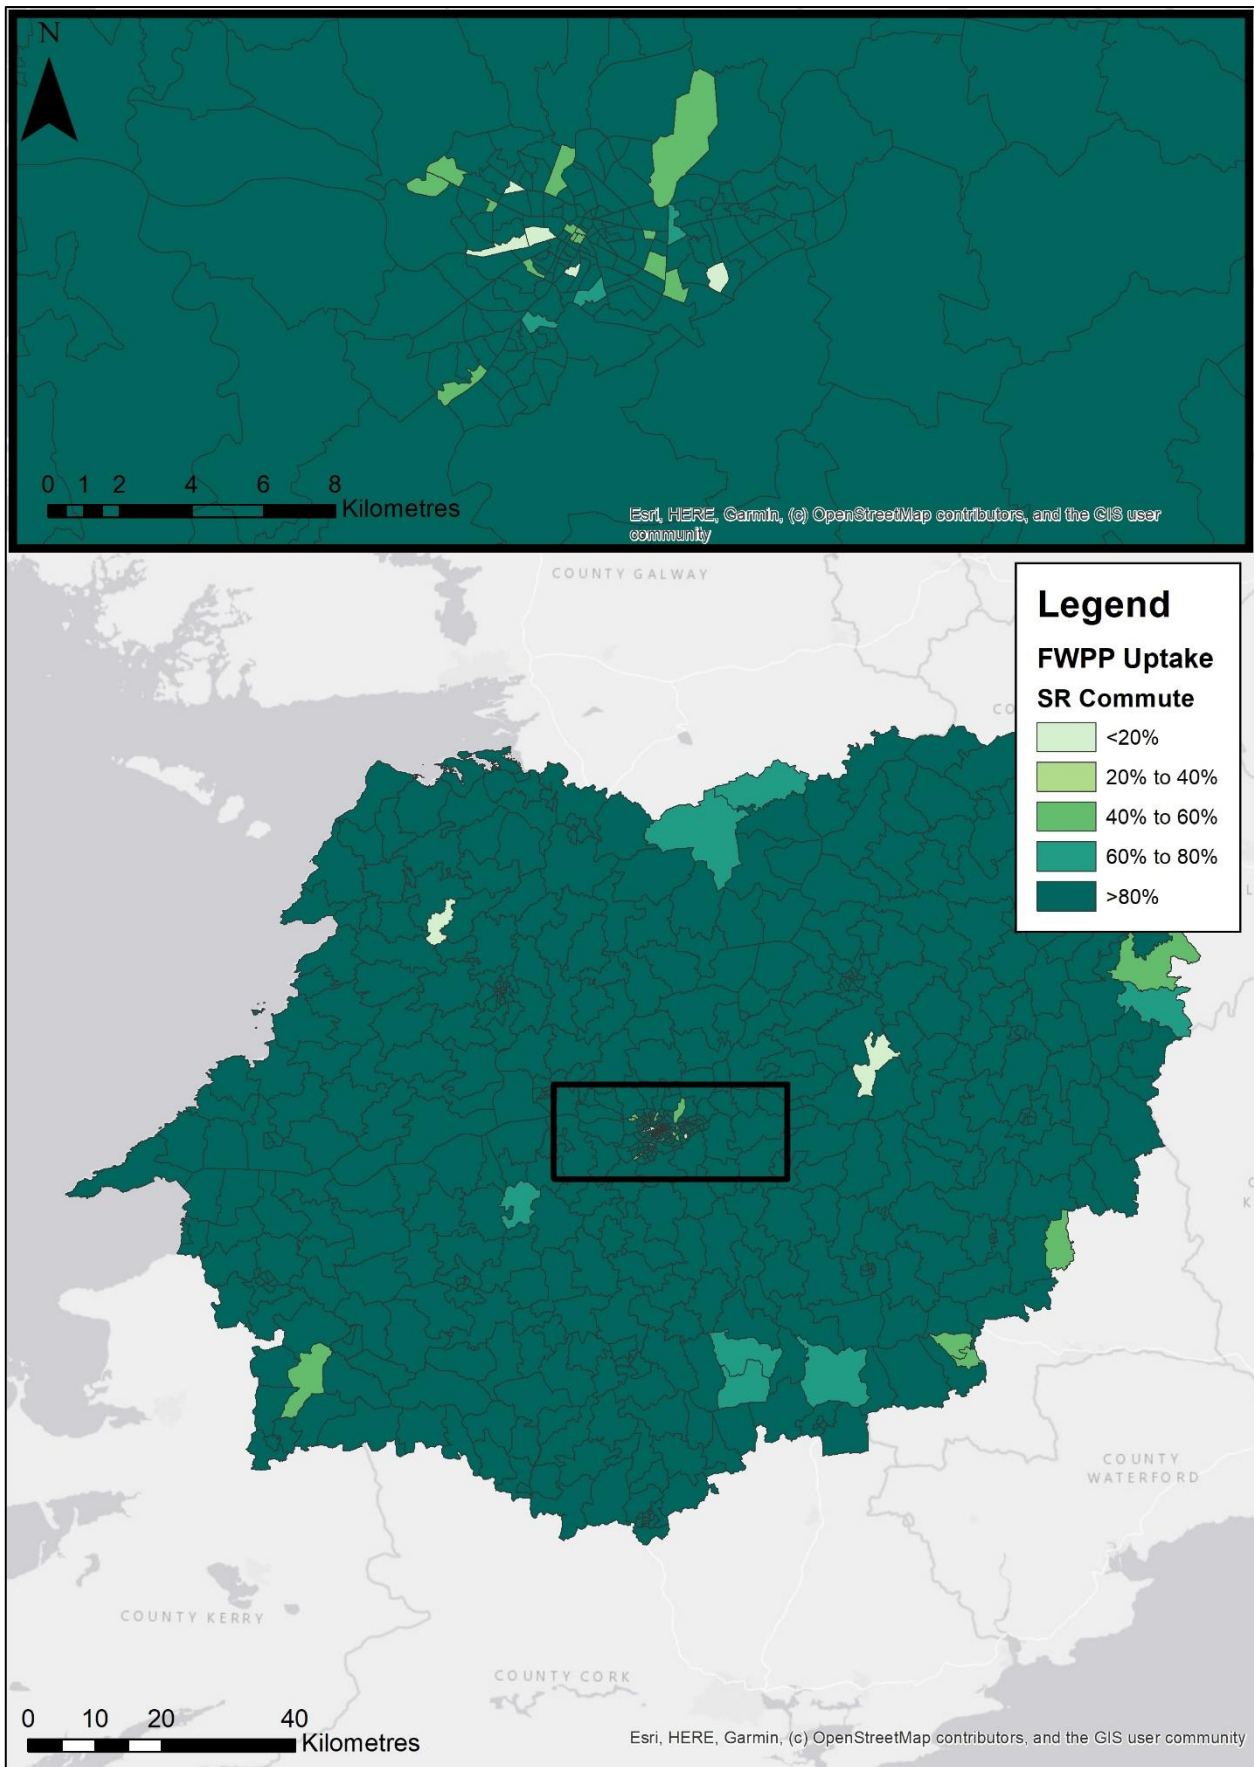 N
0 1 2 4 6 8
Kilometres
Esri, HERE, Garmin, (c) OpenStreetMap contributors, and the GIS user
community
COUNTY GALWAY
Legend
FWPP Uptake
SR Commute
<20%
20% to 40%
40% to 60%
60% to 80%
>80%
COUNTY
WATERFORD
COUNTY KERRY
COUNTY CORK
0 10 20 40
Kilometres
Esri, HERE, Garmin, (c) OpenStreetMap contributors, and the GIS user community